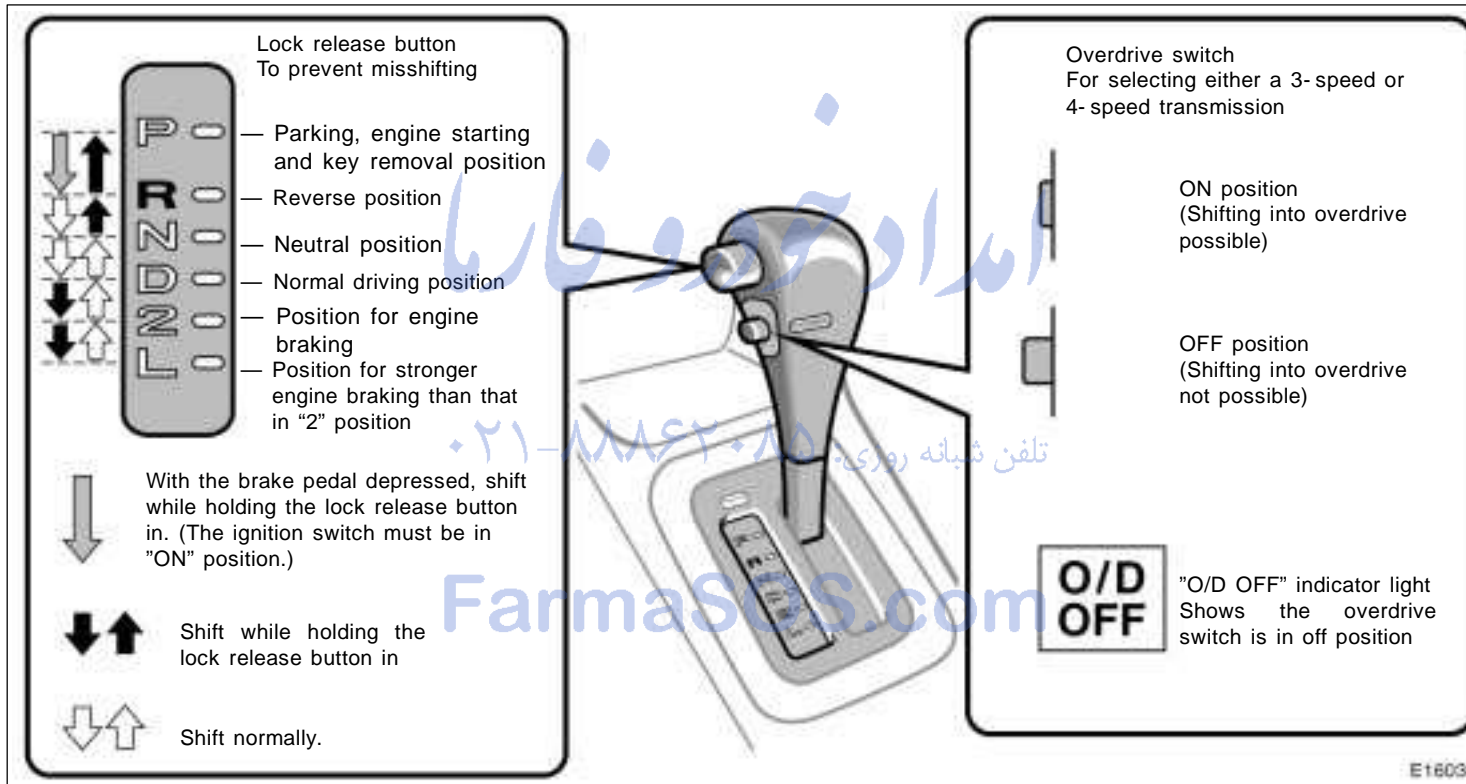 Lock release button
To prevent misshifting
P — Parking, engine starting
and key removal position
R — Reverse position
N — Neutral position
D — Normal driving position
2 — Position for engine
braking
L — Position for stronger
engine braking than that
in “2” position
With the brake pedal depressed, shift
while holding the lock release button
in. (The ignition switch must be in
”ON” position.)
Shift while holding the
lock release button in
Shift normally.
امداد خودرو فارما
تلفن شبانه روزی: ۰۲۱-۸۸۸۶۲۰۸۵
FarmaSOS.com
Overdrive switch
For selecting either a 3- speed or
4- speed transmission
ON position
(Shifting into overdrive
possible)
OFF position
(Shifting into overdrive
not possible)
O/D
OFF
”O/D OFF” indicator light
Shows the overdrive
switch is in off position
E1603